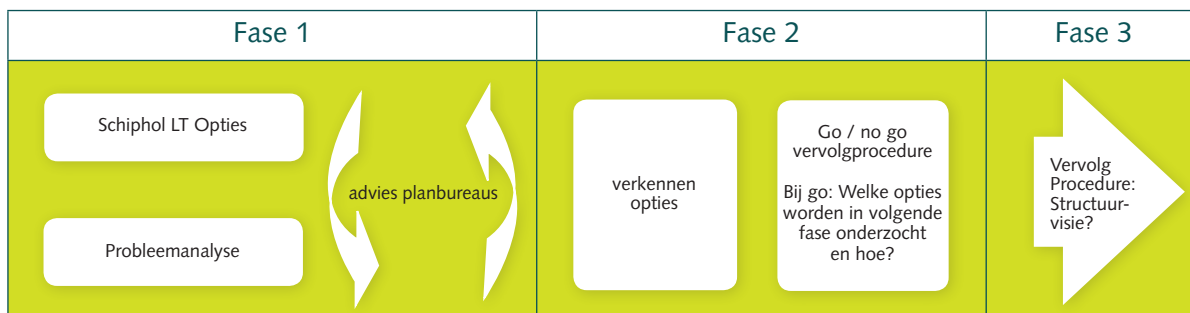 Fase 1
Fase 2
Fase 3
Schiphol LT Opties
Probleemanalyse
advies planbureaus
verkennen
opties
Go / no go
vervolgprocedure
Bij go: Welke opties
worden in volgende
fase onderzocht
en hoe?
Vervolg
Procedure:
Structuur-
visie?